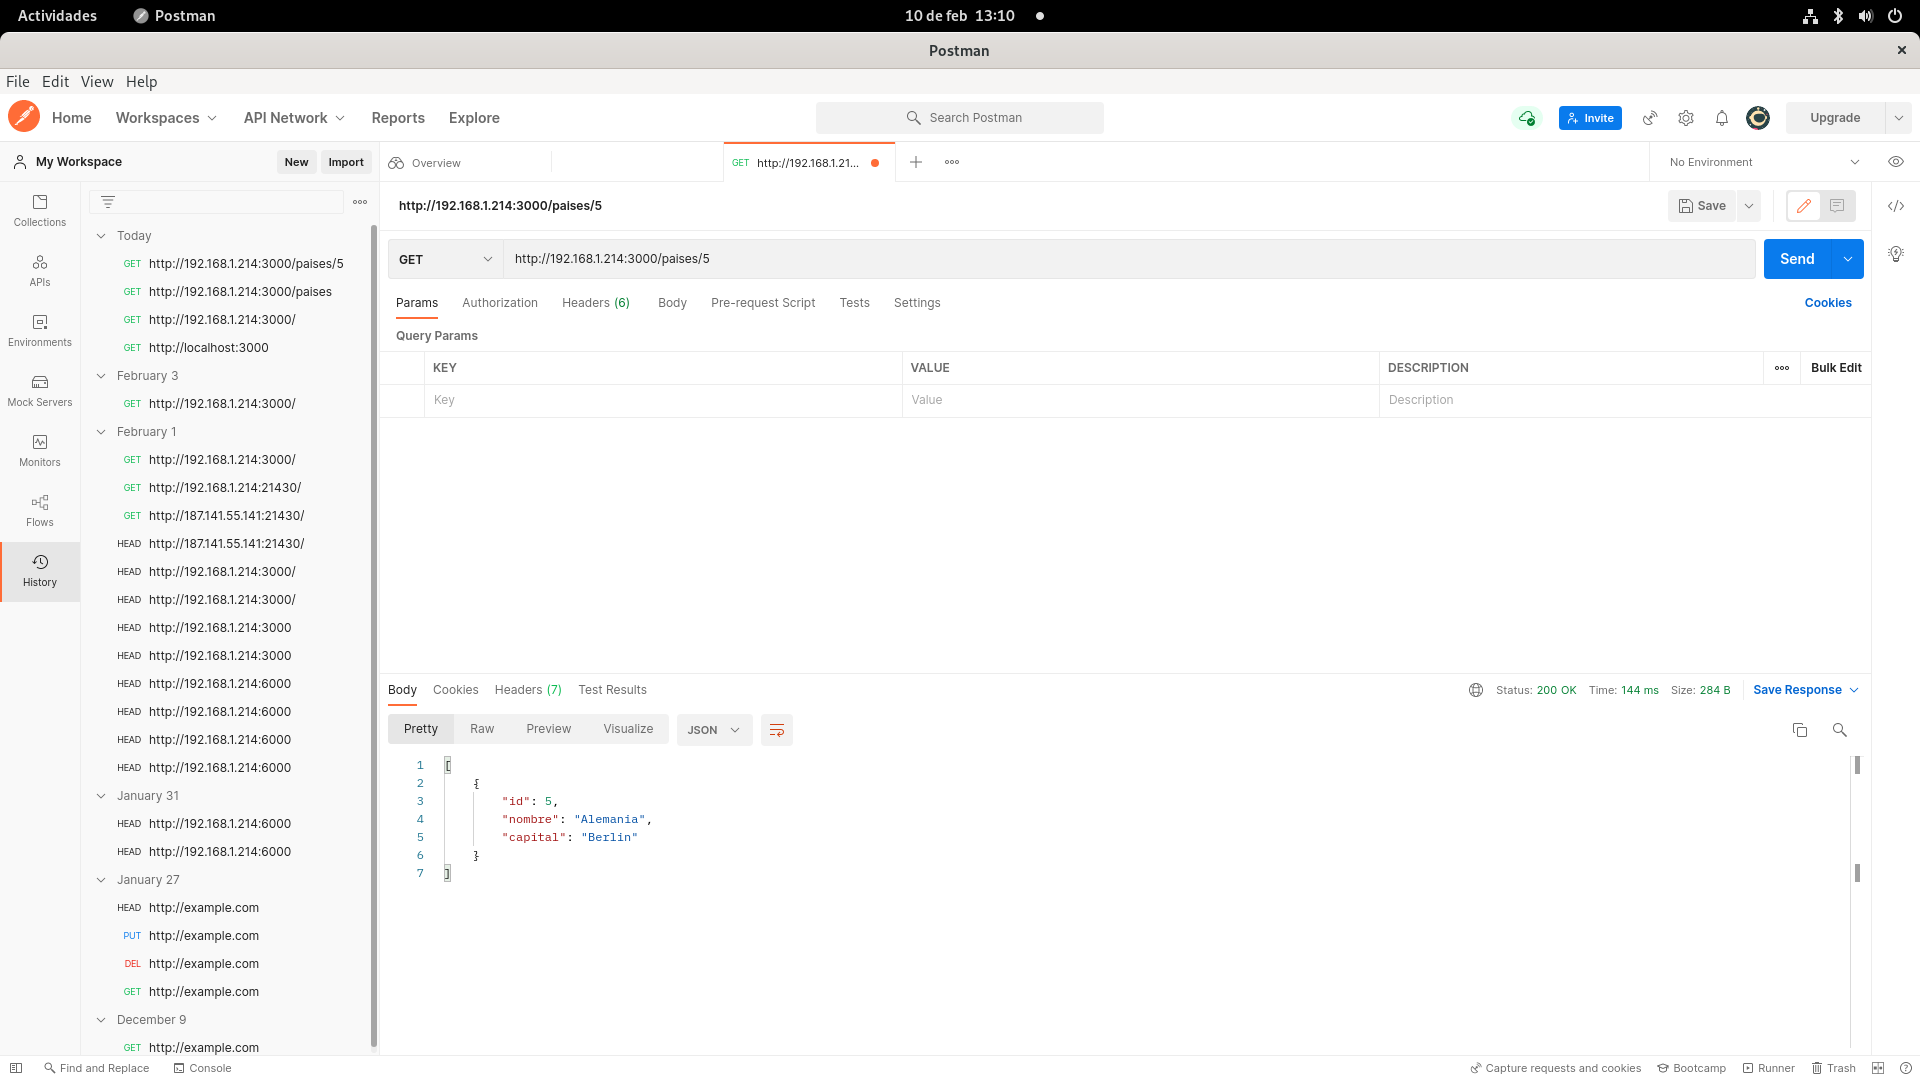 Actividades Postman 10 de feb 13:10
Postman
File Edit View Help
Home Workspaces API Network Reports Explore Search Postman Invite Upgrade
My Workspace New Import Overview GET http://192.168.1.21... No Environment
Collections
APIs
Environments
Mock Servers
Monitors
Flows
History
Today
GET http://192.168.1.214:3000/paises/5
GET http://192.168.1.214:3000/paises
GET http://192.168.1.214:3000/
GET http://localhost:3000
February 3
GET http://192.168.1.214:3000/
February 1
GET http://192.168.1.214:3000/
GET http://192.168.1.214:21430/
GET http://187.141.55.141:21430/
HEAD http://187.141.55.141:21430/
HEAD http://192.168.1.214:3000/
HEAD http://192.168.1.214:3000/
HEAD http://192.168.1.214:3000
HEAD http://192.168.1.214:3000
HEAD http://192.168.1.214:6000
HEAD http://192.168.1.214:6000
HEAD http://192.168.1.214:6000
HEAD http://192.168.1.214:6000
January 31
HEAD http://192.168.1.214:6000
HEAD http://192.168.1.214:6000
January 27
HEAD http://example.com
PUT http://example.com
DEL http://example.com
GET http://example.com
December 9
GET http://example.com
http://192.168.1.214:3000/paises/5 Save
GET http://192.168.1.214:3000/paises/5 Send
Params Authorization Headers (6) Body Pre-request Script Tests Settings Cookies
Query Params
KEY VALUE DESCRIPTION Bulk Edit
Key Value Description
Body Cookies Headers (7) Test Results Status: 200 OK Time: 144 ms Size: 284 B Save Response
Pretty Raw Preview Visualize JSON
1 [
2 {
3 "id": 5,
4 "nombre": "Alemania",
5 "capital": "Berlin"
6 }
7 ]
Find and Replace Console Capture requests and cookies Bootcamp Runner Trash